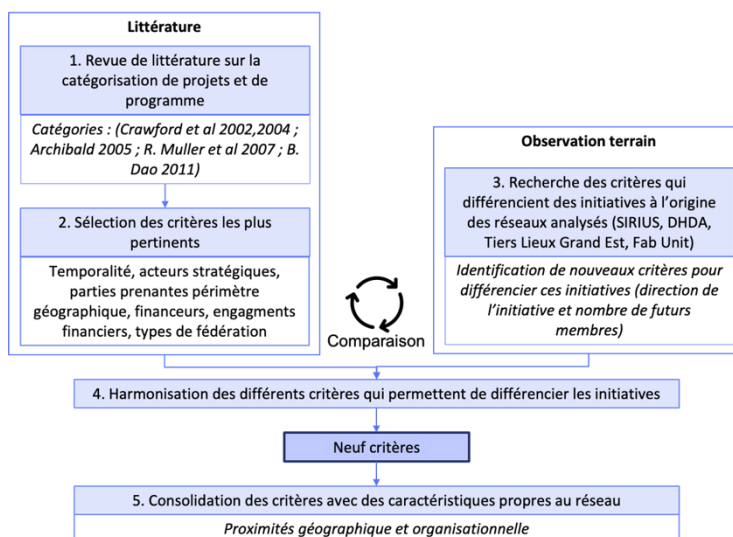 Littérature
1. Revue de littérature sur la
catégorisation de projets et de
programme
Catégories : (Crawford et al 2002,2004 ;
Archibald 2005 ; R. Muller et al 2007 ; B.
Dao 2011)
2. Sélection des critères les plus
pertinents
Temporalité, acteurs stratégiques,
parties prenantes périmètre
géographique, financeurs, engagments
financiers, types de fédération
Comparaison
Observation terrain
3. Recherche des critères qui
différencient des initiatives à l’origine
des réseaux analysés (SIRIUS, DHDA,
Tiers Lieux Grand Est, Fab Unit)
Identification de nouveaux critères pour
différencier ces initiatives (direction de
l’initiative et nombre de futurs
membres)
4. Harmonisation des différents critères qui permettent de différencier les initiatives
Neuf critères
5. Consolidation des critères avec des caractéristiques propres au réseau
Proximités géographique et organisationnelle